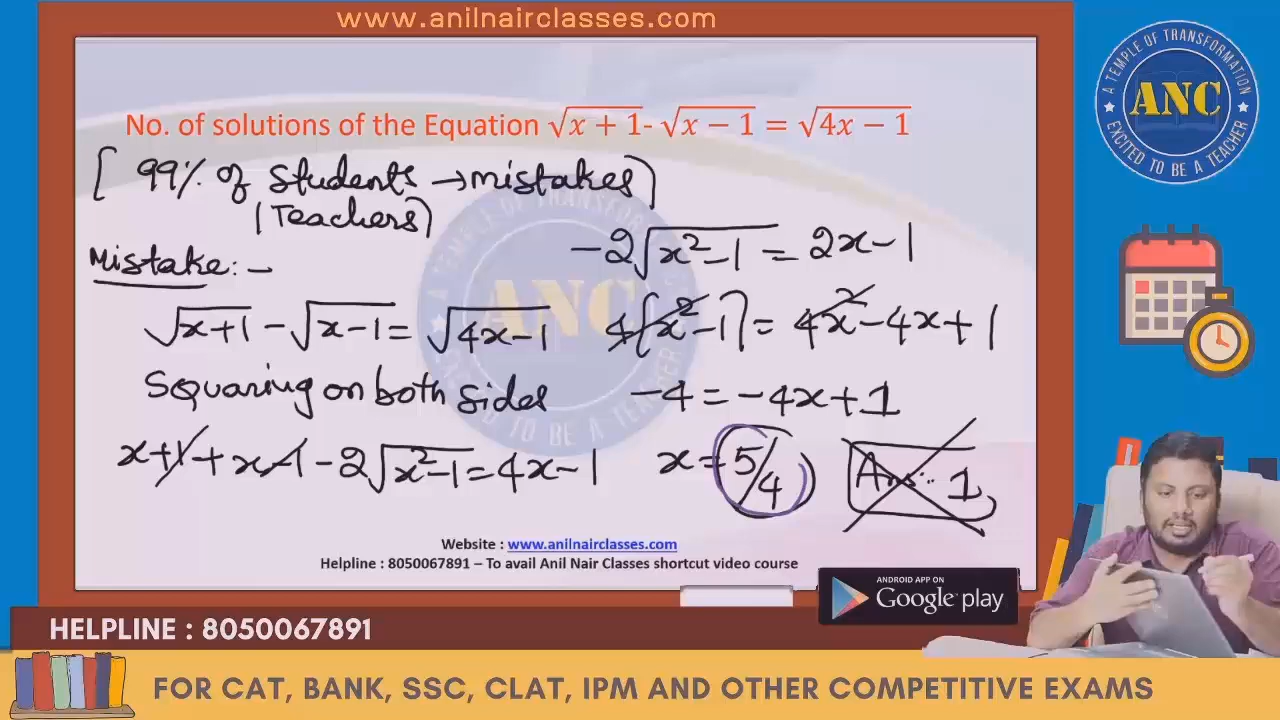 www.anilnairclasses.com
No. of solutions of the Equation √x + 1- √x − 1 = √4x − 1
[ 99% of Students → mistakes]
(Teachers)
Mistake: -
√x+1 - √x-1 = √4x-1
Squaring on both sides
x+1+x-1-2√x²-1 = 4x-1
-2√x²-1 = 2x-1
4[x²-1] = 4x²-4x+1
-4 = -4x+1
x = 5/4
Ans:- 1
Website : www.anilnairclasses.com
Helpline : 8050067891 – To avail Anil Nair Classes shortcut video course
A TEMPLE OF TRANSFORMATION
ANC
EXCITED TO BE A TEACHER
ANDROID APP ON
Google play
HELPLINE : 8050067891
FOR CAT, BANK, SSC, CLAT, IPM AND OTHER COMPETITIVE EXAMS